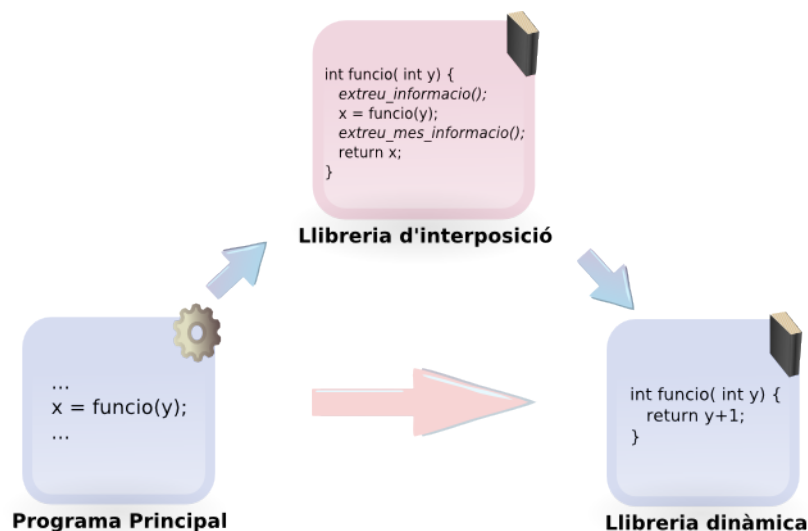 int funcio( int y) {
extreu_informacio();
x = funcio(y);
extreu_mes_informacio();
return x;
}
Llibreria d'interposició
...
x = funcio(y);
...
Programa Principal
int funcio( int y) {
return y+1;
}
Llibreria dinàmica